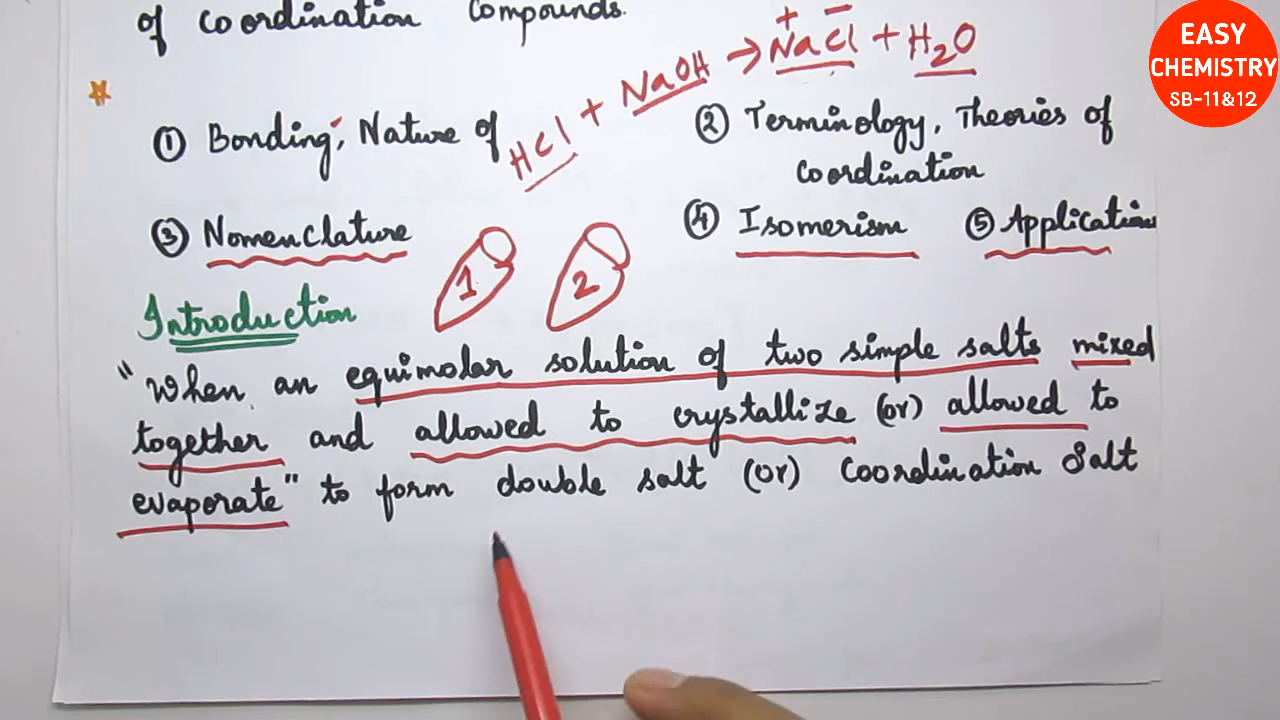 of coordination compounds.
EASY
CHEMISTRY
SB-11&12
HCl + NaOH → NaCl + H₂O
+ −
① Bonding, Nature of
② Terminology, Theories of
coordination
③ Nomenclature
④ Isomerism ⑤ Application
1 2
Introduction
"When an equimolar solution of two simple salts mixed
together and allowed to crystallize (or) allowed to
evaporate" to form double salt (or) Coordination Salt